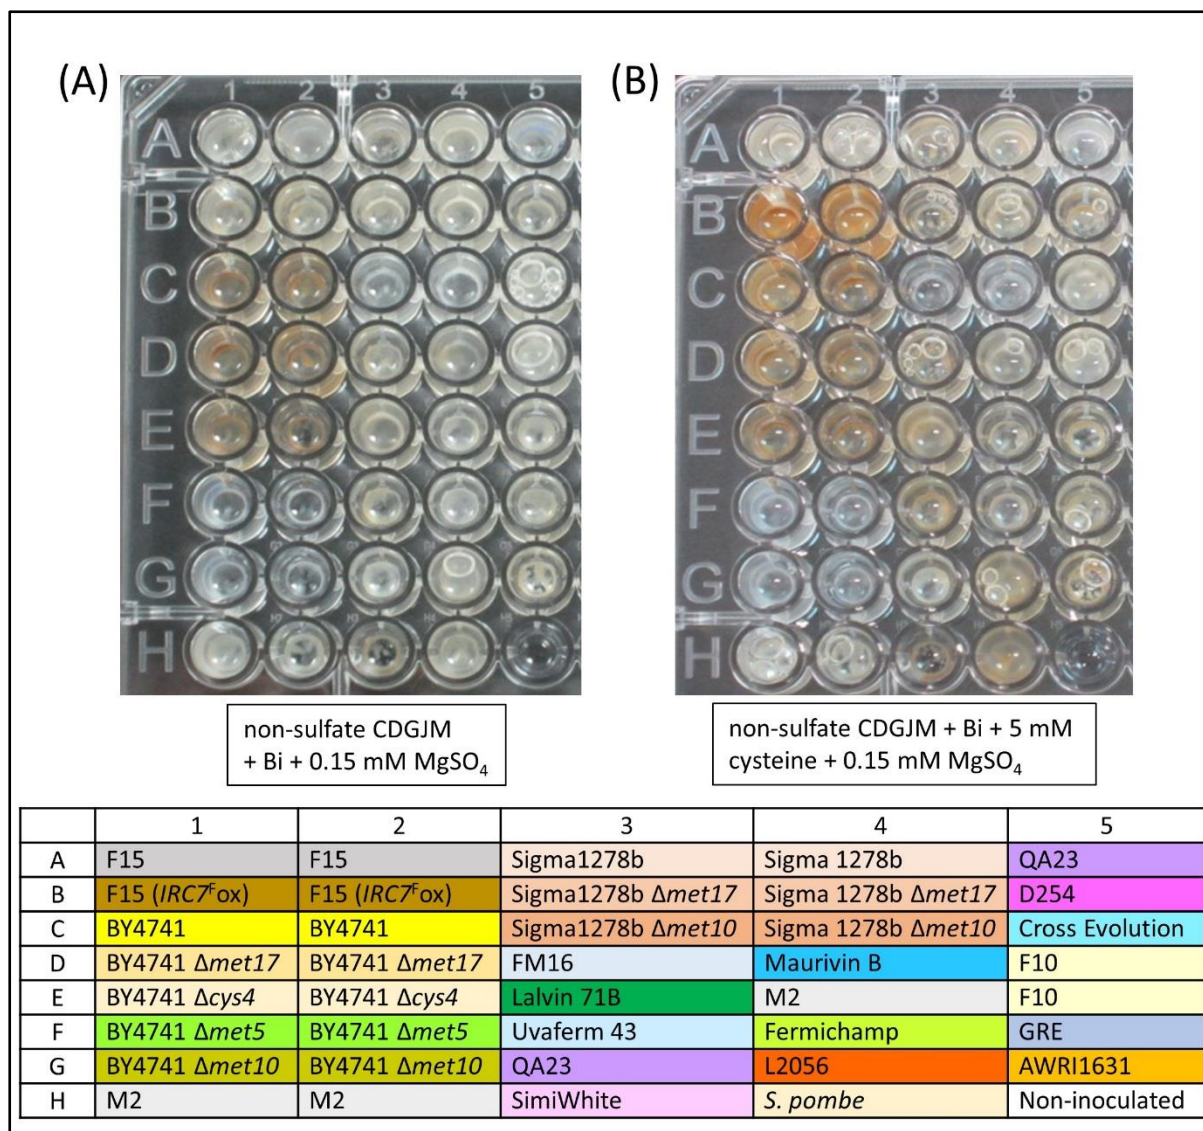 (A)
(B)
1 2 3 4 5
1 2 3 4 5
A
B
C
D
E
F
G
H
A
B
C
D
E
F
G
H
non-sulfate CDGJM
+ Bi + 0.15 mM MgSO₄
non-sulfate CDGJM + Bi + 5 mM
cysteine + 0.15 mM MgSO₄
1 2 3 4 5
A F15 F15 Sigma1278b Sigma 1278b QA23
B F15 (IRC7ꟳox) F15 (IRC7ꟳox) Sigma1278b Δmet17 Sigma 1278b Δmet17 D254
C BY4741 BY4741 Sigma1278b Δmet10 Sigma 1278b Δmet10 Cross Evolution
D BY4741 Δmet17 BY4741 Δmet17 FM16 Maurivin B F10
E BY4741 Δcys4 BY4741 Δcys4 Lalvin 71B M2 F10
F BY4741 Δmet5 BY4741 Δmet5 Uvaferm 43 Fermichamp GRE
G BY4741 Δmet10 BY4741 Δmet10 QA23 L2056 AWRI1631
H M2 M2 SimiWhite S. pombe Non-inoculated